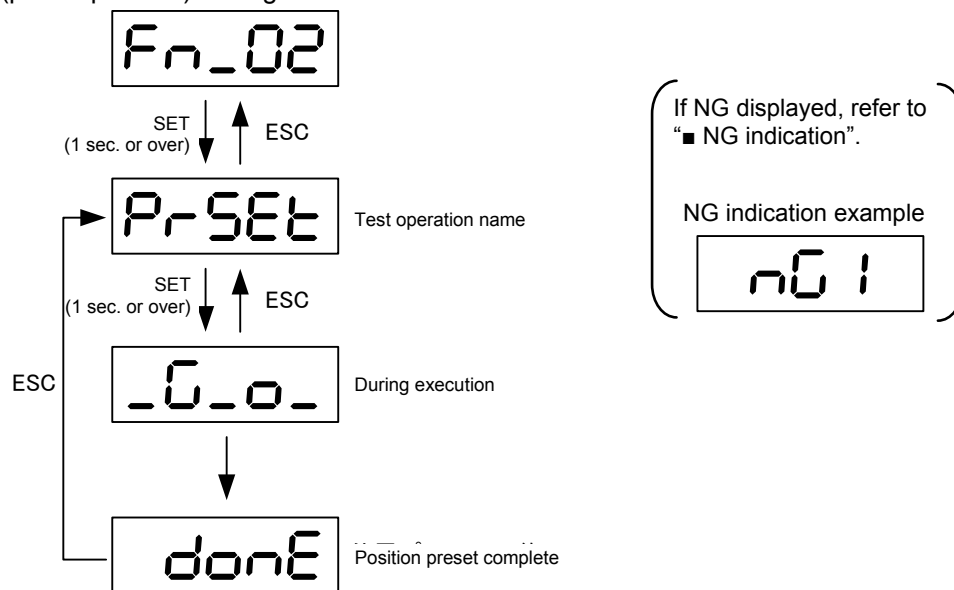 Fn_02
SET
(1 sec. or over)
ESC
PrSEt
Test operation name
SET
(1 sec. or over)
ESC
ESC
_G_o_
During execution
donE
Position preset complete
If NG displayed, refer to
“■ NG indication”.
NG indication example
nG1